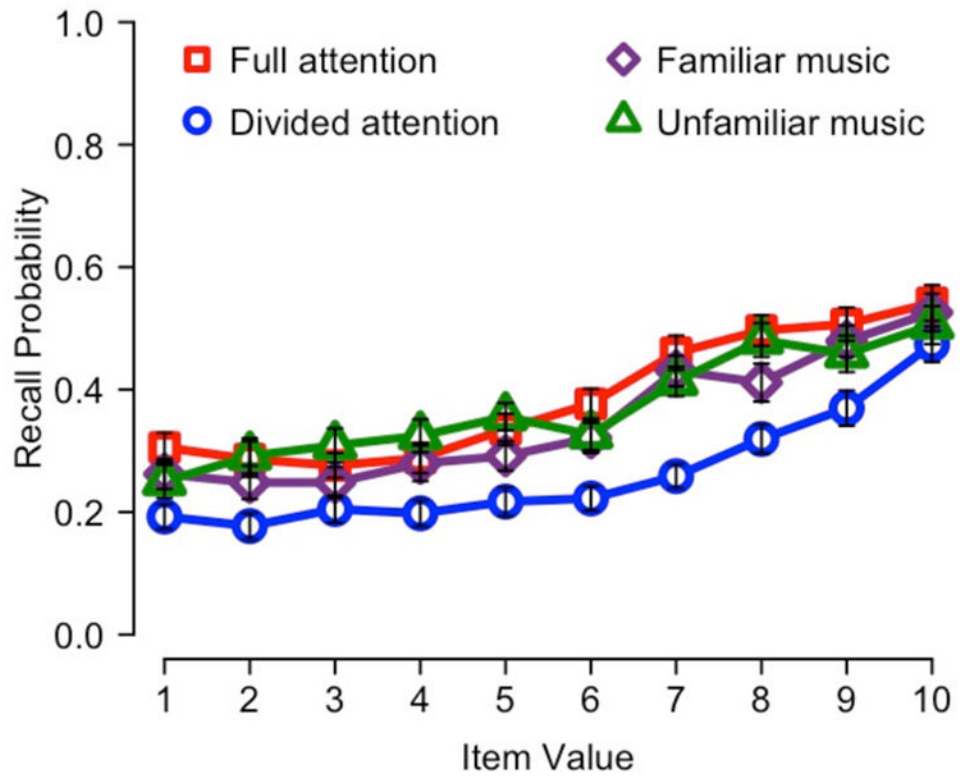 1.0
Full attention
Familiar music
Divided attention
Unfamiliar music
0.8
0.6
0.4
0.2
0.0
Recall Probability
1 2 3 4 5 6 7 8 9 10
Item Value